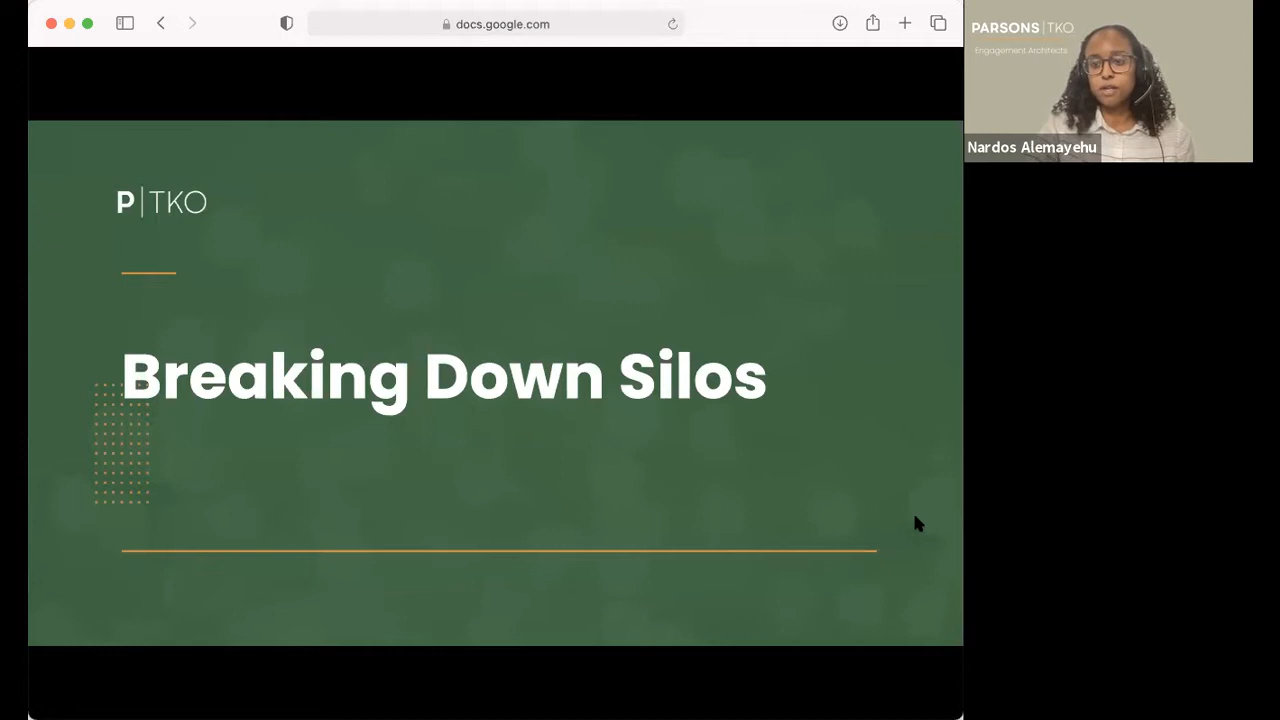 docs.google.com
PARSONS|TKO
Engagement Architects
Nardos Alemayehu
P|TKO
Breaking Down Silos